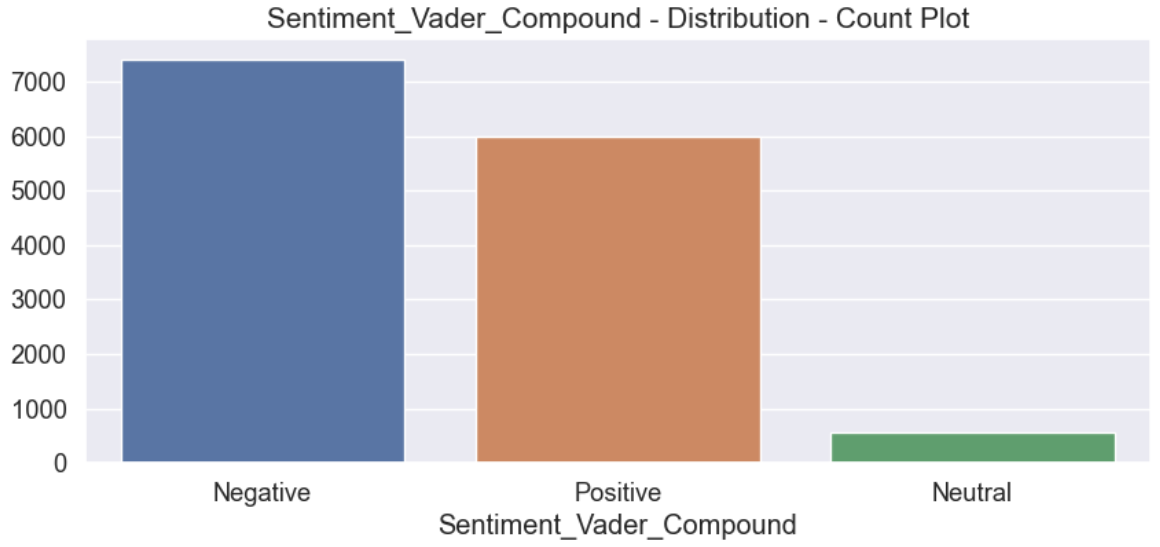 Sentiment_Vader_Compound - Distribution - Count Plot
7000
6000
5000
4000
3000
2000
1000
0
Negative Positive Neutral
Sentiment_Vader_Compound